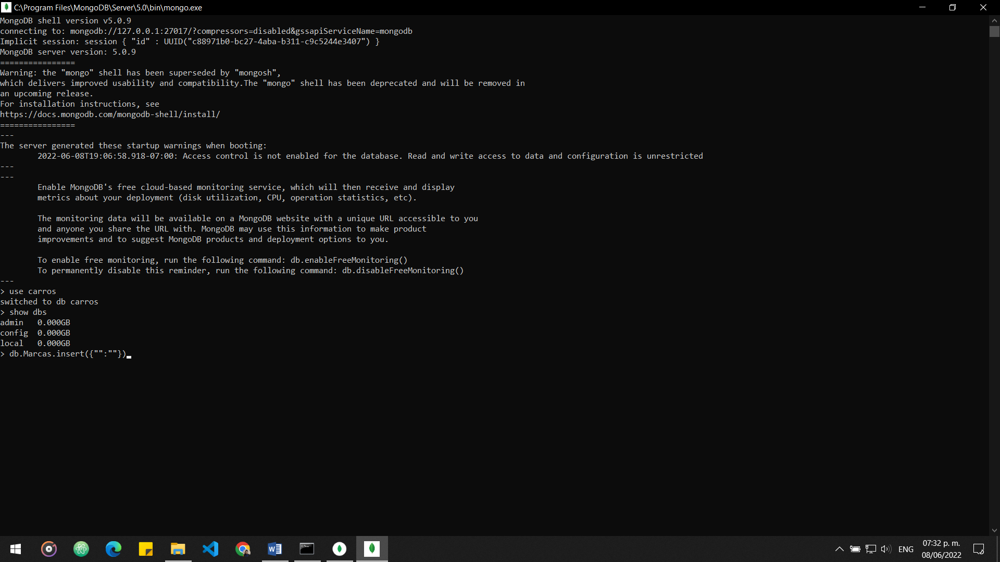 C:\Program Files\MongoDB\Server\5.0\bin\mongo.exe
MongoDB shell version v5.0.9
connecting to: mongodb://127.0.0.1:27017/?compressors=disabled&gssapiServiceName=mongodb
Implicit session: session { "id" : UUID("c88971b0-bc27-4aba-b311-c9c5244e3407") }
MongoDB server version: 5.0.9
================
Warning: the "mongo" shell has been superseded by "mongosh",
which delivers improved usability and compatibility.The "mongo" shell has been deprecated and will be removed in
an upcoming release.
For installation instructions, see
https://docs.mongodb.com/mongodb-shell/install/
================
---
The server generated these startup warnings when booting:
        2022-06-08T19:06:58.918-07:00: Access control is not enabled for the database. Read and write access to data and configuration is unrestricted
---
---
        Enable MongoDB's free cloud-based monitoring service, which will then receive and display
        metrics about your deployment (disk utilization, CPU, operation statistics, etc).

        The monitoring data will be available on a MongoDB website with a unique URL accessible to you
        and anyone you share the URL with. MongoDB may use this information to make product
        improvements and to suggest MongoDB products and deployment options to you.

        To enable free monitoring, run the following command: db.enableFreeMonitoring()
        To permanently disable this reminder, run the following command: db.disableFreeMonitoring()
---
> use carros
switched to db carros
> show dbs
admin   0.000GB
config  0.000GB
local   0.000GB
> db.Marcas.insert({"":""})
ENG
07:32 p. m.
08/06/2022